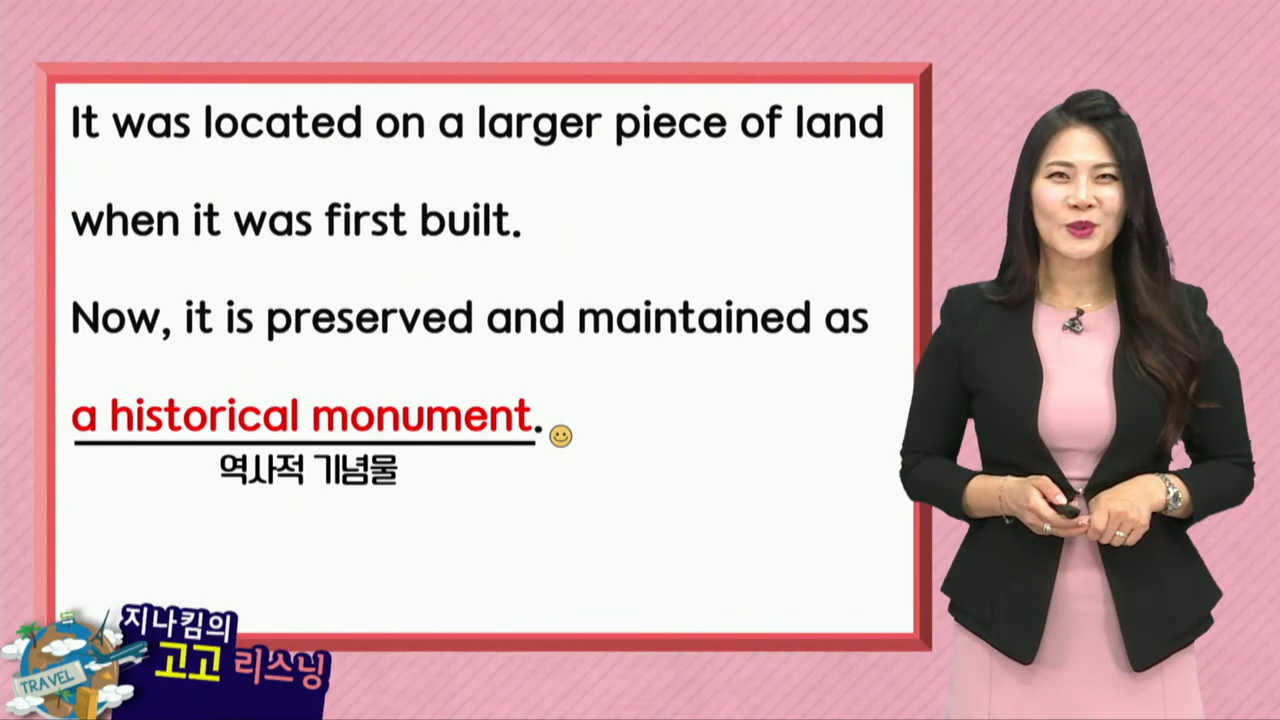 It was located on a larger piece of land
when it was first built.
Now, it is preserved and maintained as
a historical monument.
역사적 기념물
지나킴의
고고 리스닝
TRAVEL